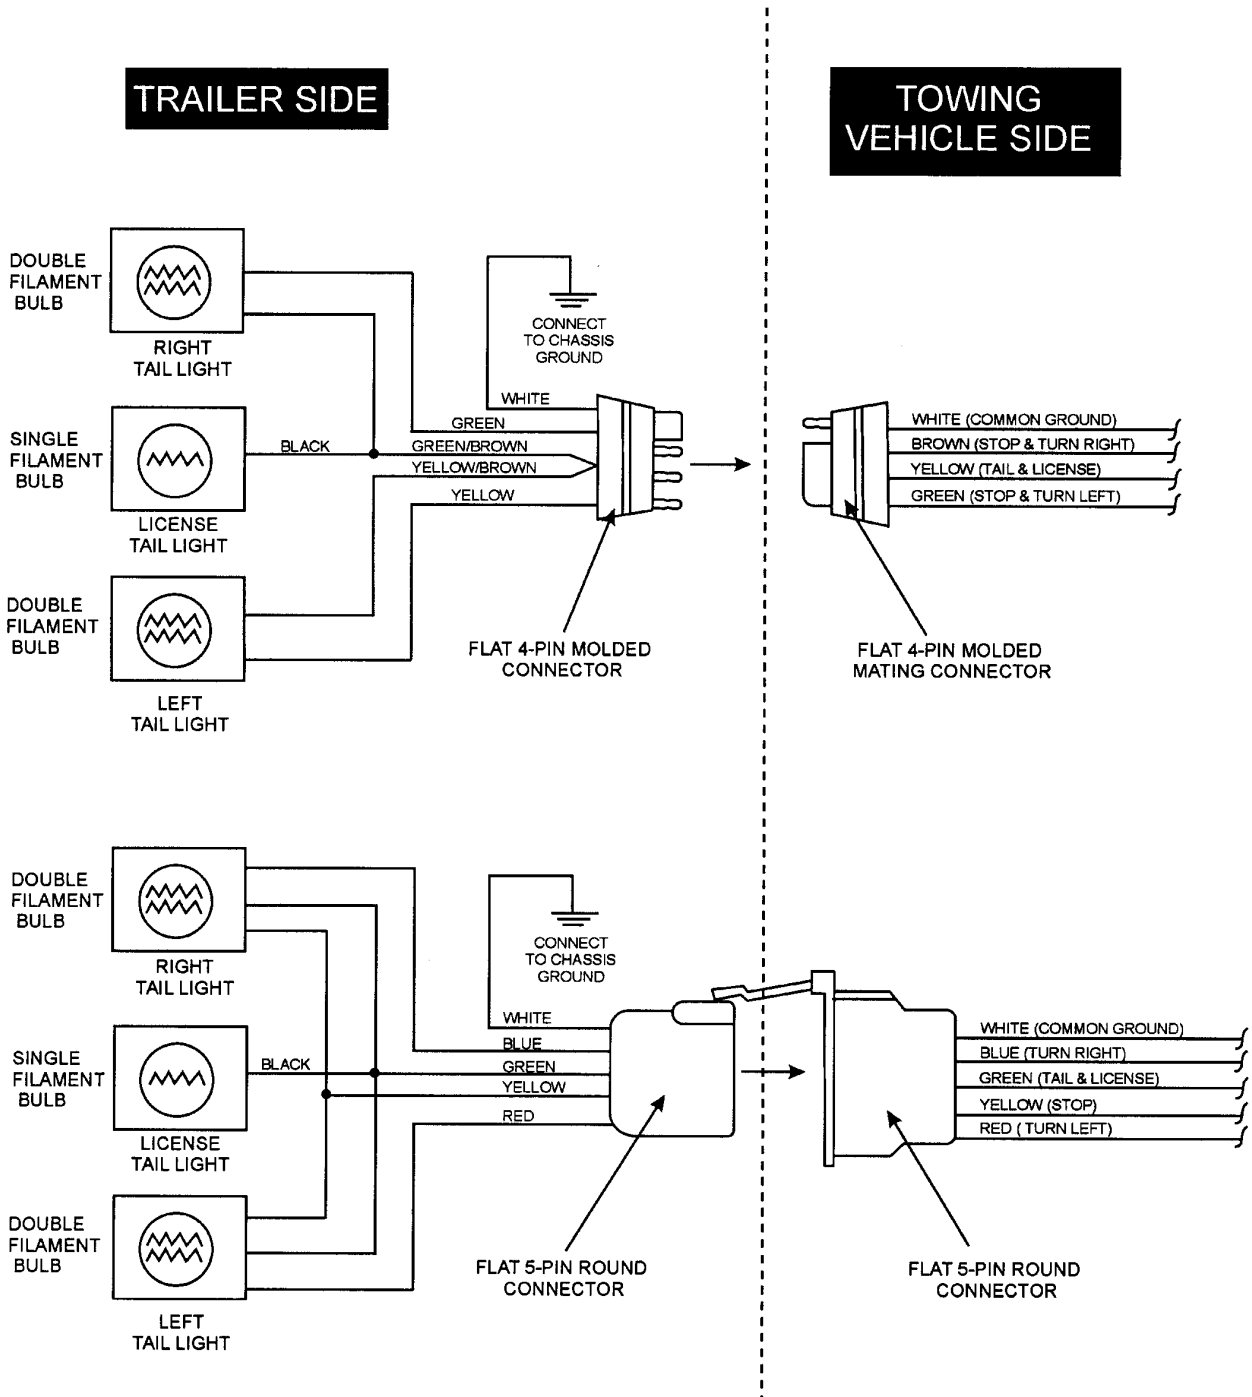 TRAILER SIDE
TOWING
VEHICLE SIDE
DOUBLE
FILAMENT
BULB
RIGHT
TAIL LIGHT
CONNECT
TO CHASSIS
GROUND
SINGLE
FILAMENT
BULB
BLACK
WHITE
GREEN
GREEN/BROWN
YELLOW/BROWN
YELLOW
LICENSE
TAIL LIGHT
WHITE (COMMON GROUND)
BROWN (STOP & TURN RIGHT)
YELLOW (TAIL & LICENSE)
GREEN (STOP & TURN LEFT)
DOUBLE
FILAMENT
BULB
LEFT
TAIL LIGHT
FLAT 4-PIN MOLDED
CONNECTOR
FLAT 4-PIN MOLDED
MATING CONNECTOR
DOUBLE
FILAMENT
BULB
RIGHT
TAIL LIGHT
CONNECT
TO CHASSIS
GROUND
SINGLE
FILAMENT
BULB
BLACK
WHITE
BLUE
GREEN
YELLOW
RED
LICENSE
TAIL LIGHT
WHITE (COMMON GROUND)
BLUE (TURN RIGHT)
GREEN (TAIL & LICENSE)
YELLOW (STOP)
RED ( TURN LEFT)
DOUBLE
FILAMENT
BULB
LEFT
TAIL LIGHT
FLAT 5-PIN ROUND
CONNECTOR
FLAT 5-PIN ROUND
CONNECTOR